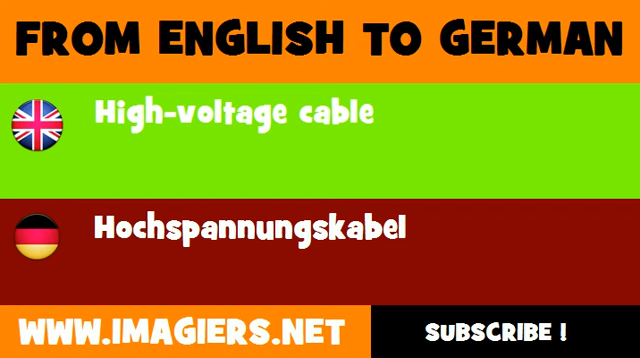 FROM ENGLISH TO GERMAN
High-voltage cable
Hochspannungskabel
WWW.IMAGIERS.NET
SUBSCRIBE !